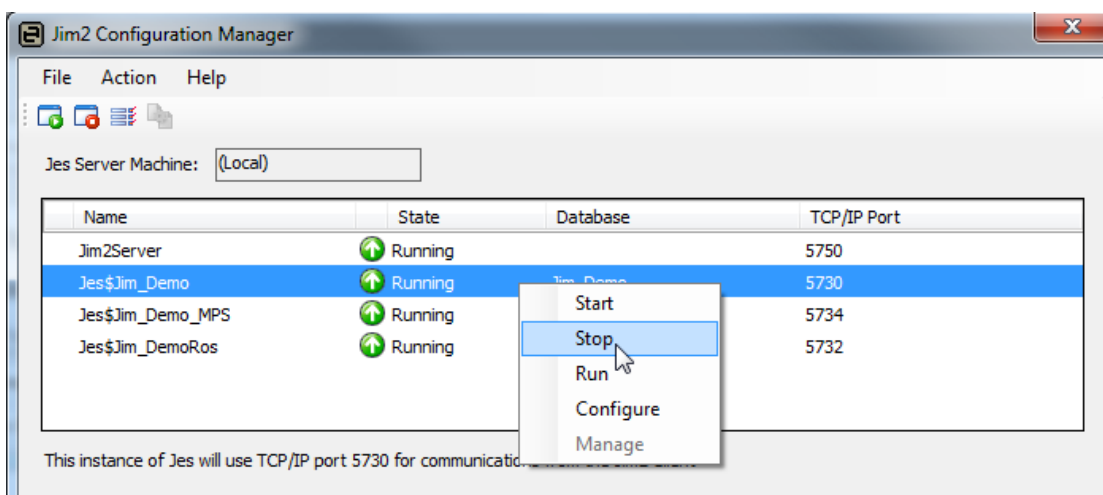 Jim2 Configuration Manager
File Action Help
Jes Server Machine: (Local)
Name State Database TCP/IP Port
Jim2Server Running 5750
Jes$Jim_Demo Running Jim_Demo 5730
Start
Jes$Jim_Demo_MPS Running 5734
Stop
Jes$Jim_DemoRos Running 5732
Run
Configure
Manage
This instance of Jes will use TCP/IP port 5730 for communications